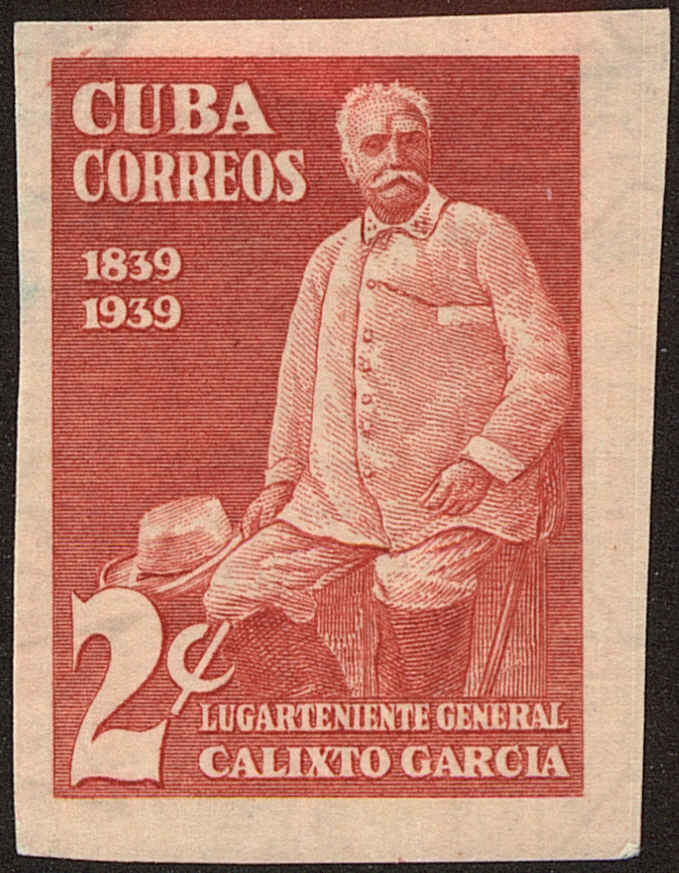 CUBA
CORREOS
1839
1939
2¢
LUGARTENIENTE GENERAL
CALIXTO GARCIA